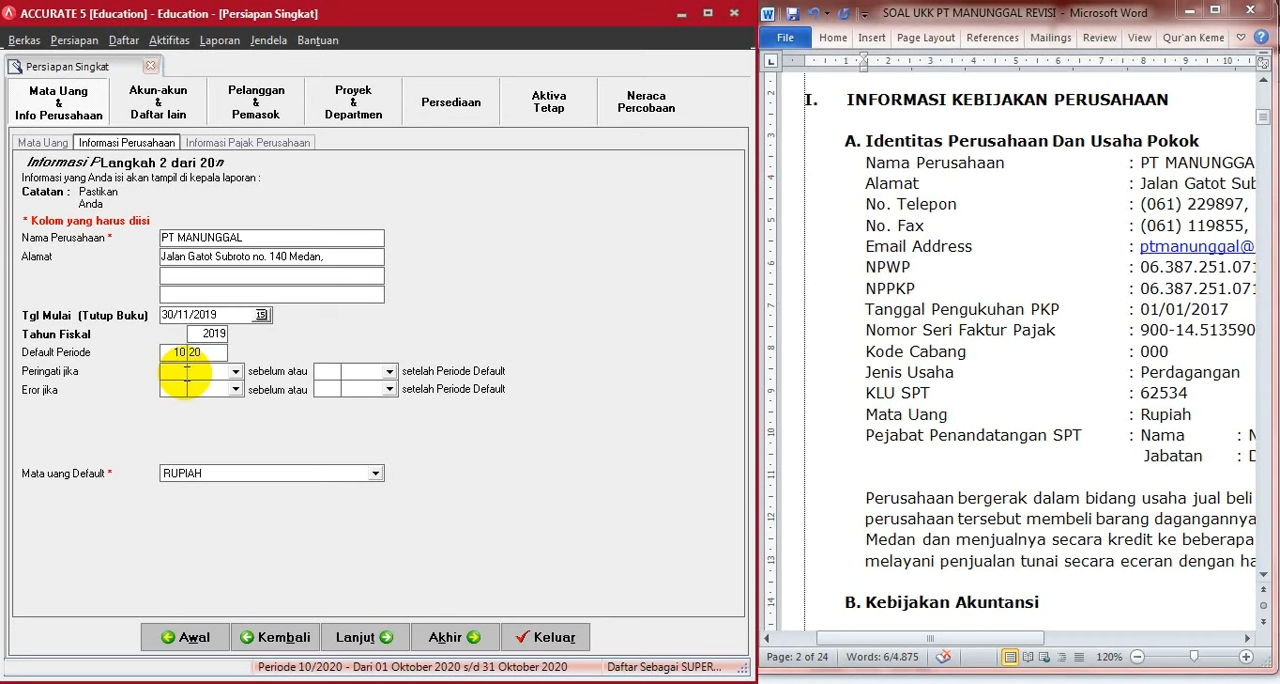 ACCURATE 5 [Education] - Education - [Persiapan Singkat]
Berkas Persiapan Daftar Aktifitas Laporan Jendela Bantuan
Persiapan Singkat
Mata Uang & Info Perusahaan
Akun-akun & Daftar lain
Pelanggan & Pemasok
Proyek & Departmen
Persediaan
Aktiva Tetap
Neraca Percobaan
Mata Uang Informasi Perusahaan Informasi Pajak Perusahaan
Informasi P Langkah 2 dari 20 n
Informasi yang Anda isi akan tampil di kepala laporan :
Catatan : Pastikan
Anda
* Kolom yang harus diisi
Nama Perusahaan * PT MANUNGGAL
Alamat Jalan Gatot Subroto no. 140 Medan,
Tgl Mulai (Tutup Buku) 30/11/2019 15
Tahun Fiskal 2019
Default Periode 10 20
Peringati jika sebelum atau setelah Periode Default
Eror jika sebelum atau setelah Periode Default
Mata uang Default * RUPIAH
Awal Kembali Lanjut Akhir Keluar
Periode 10/2020 - Dari 01 Oktober 2020 s/d 31 Oktober 2020 Daftar Sebagai SUPER...
SOAL UKK PT MANUNGGAL REVISI - Microsoft Word
File Home Insert Page Layout References Mailings Review View Qur'an Keme
I. INFORMASI KEBIJAKAN PERUSAHAAN
A. Identitas Perusahaan Dan Usaha Pokok
Nama Perusahaan : PT MANUNGGA
Alamat : Jalan Gatot Sub
No. Telepon : (061) 229897,
No. Fax : (061) 119855,
Email Address : ptmanunggal@
NPWP : 06.387.251.071
NPPKP : 06.387.251.071
Tanggal Pengukuhan PKP : 01/01/2017
Nomor Seri Faktur Pajak : 900-14.513590
Kode Cabang : 000
Jenis Usaha : Perdagangan
KLU SPT : 62534
Mata Uang : Rupiah
Pejabat Penandatangan SPT : Nama :
Jabatan :
Perusahaan bergerak dalam bidang usaha jual beli
perusahaan tersebut membeli barang dagangannya
Medan dan menjualnya secara kredit ke beberapa
melayani penjualan tunai secara eceran dengan ha
B. Kebijakan Akuntansi
Page: 2 of 24 Words: 6/4.875 120%